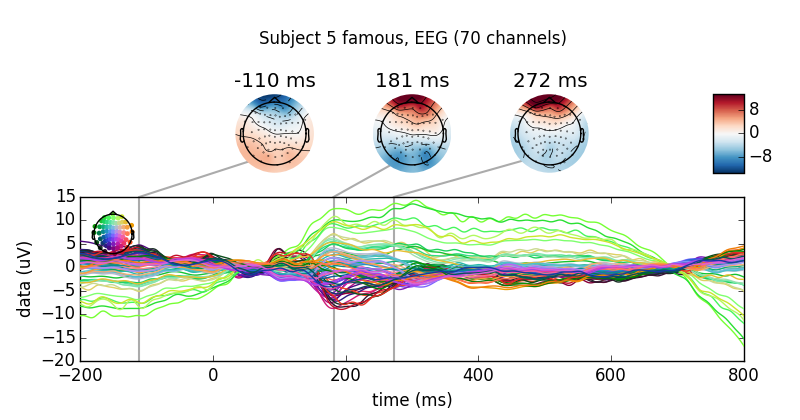 Subject 5 famous, EEG (70 channels)
-110 ms 181 ms 272 ms
8
0
−8
15
10
5
0
−5
−10
−15
−20
data (uV)
−200 0 200 400 600 800
time (ms)